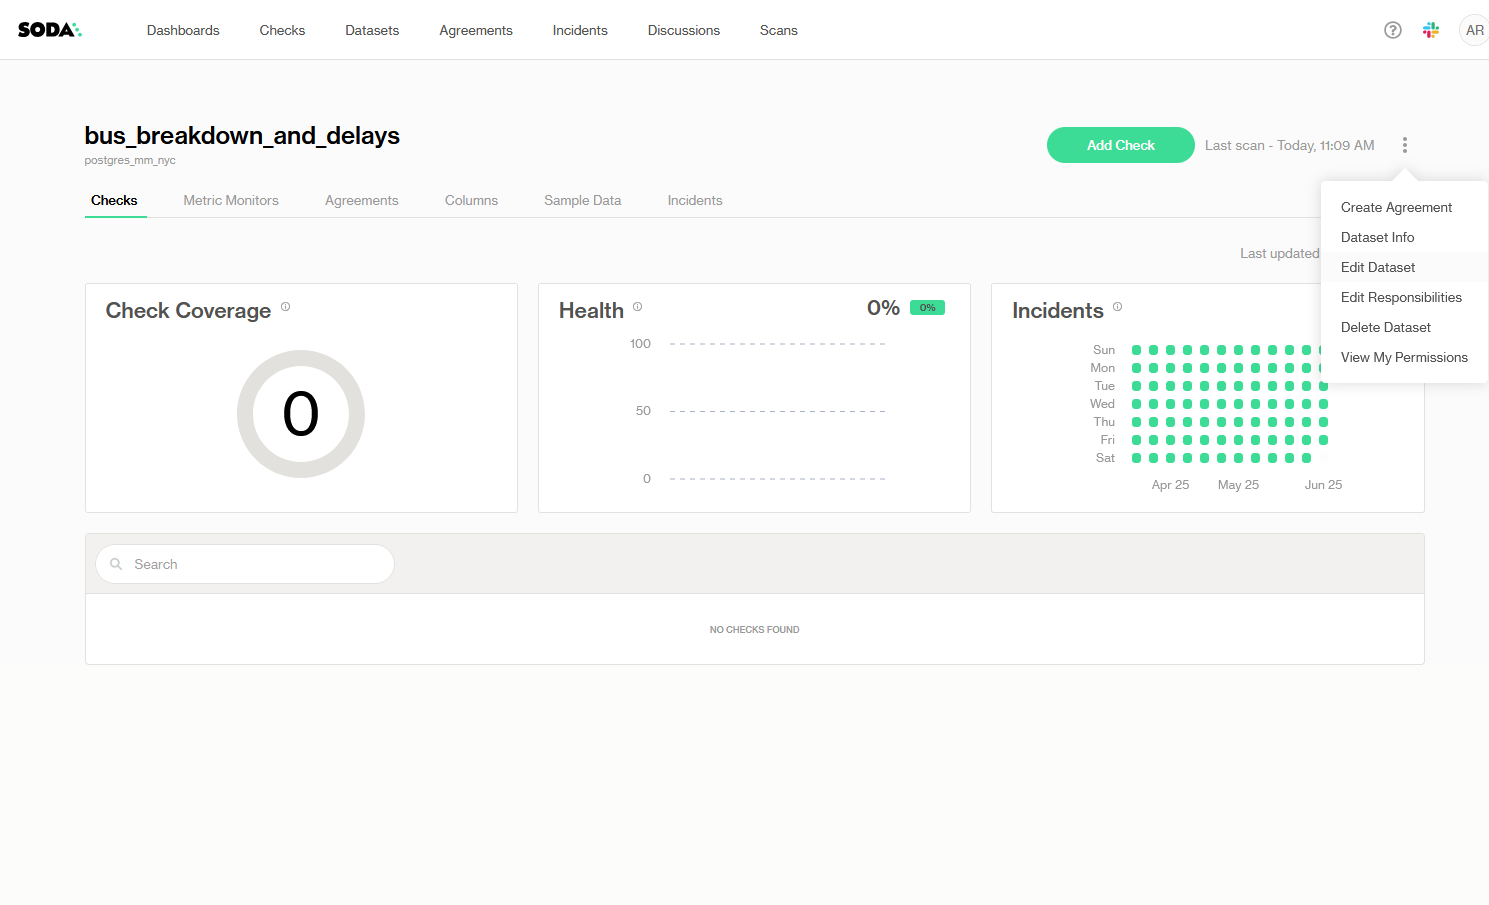 SODA
Dashboards
Checks
Datasets
Agreements
Incidents
Discussions
Scans
?
AR
bus_breakdown_and_delays
postgres_mm_nyc
Add Check
Last scan - Today, 11:09 AM
Checks
Metric Monitors
Agreements
Columns
Sample Data
Incidents
Create Agreement
Dataset Info
Edit Dataset
Edit Responsibilities
Delete Dataset
View My Permissions
Last updated
Check Coverage
0
Health
0%
0%
100
50
0
Incidents
Sun
Mon
Tue
Wed
Thu
Fri
Sat
Apr 25
May 25
Jun 25
Search
NO CHECKS FOUND